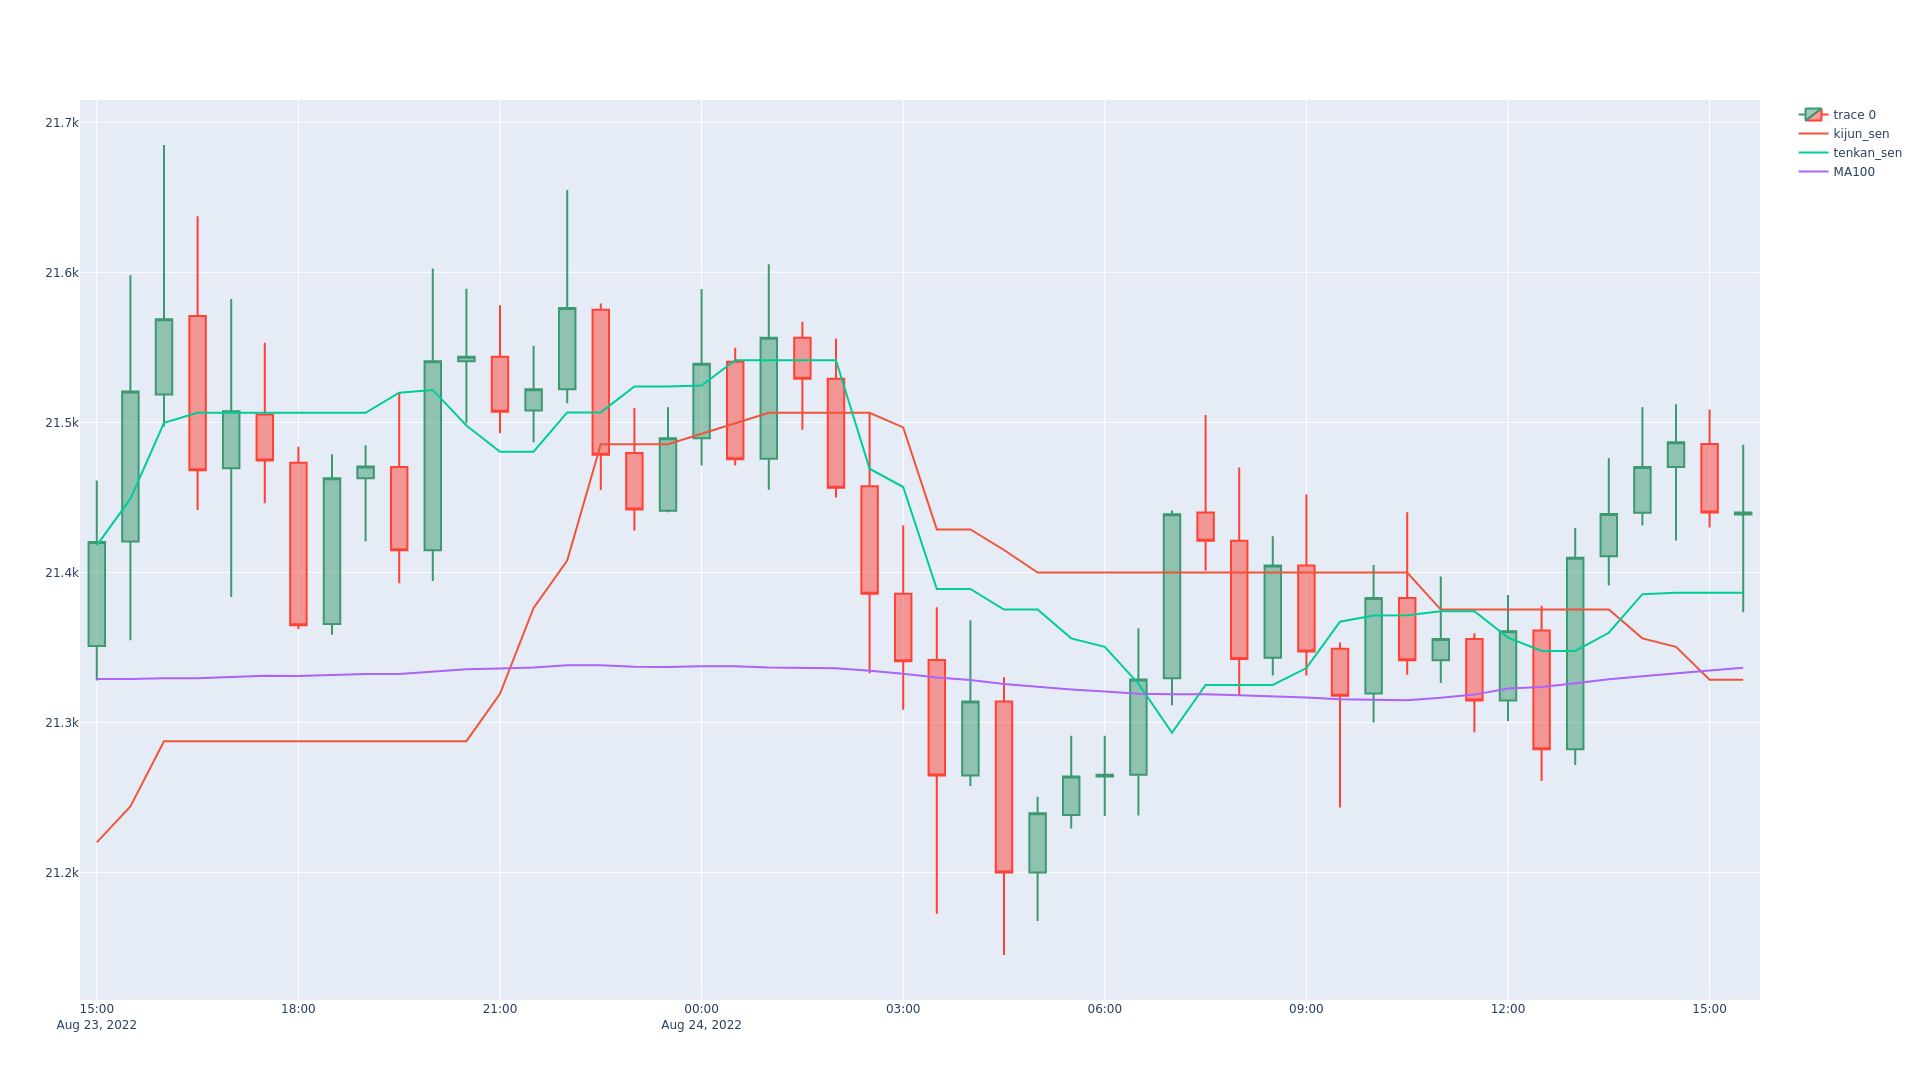 trace 0
kijun_sen
tenkan_sen
MA100
21.7k
21.6k
21.5k
21.4k
21.3k
21.2k
15:00 18:00 21:00 00:00 03:00 06:00 09:00 12:00 15:00
Aug 23, 2022 Aug 24, 2022